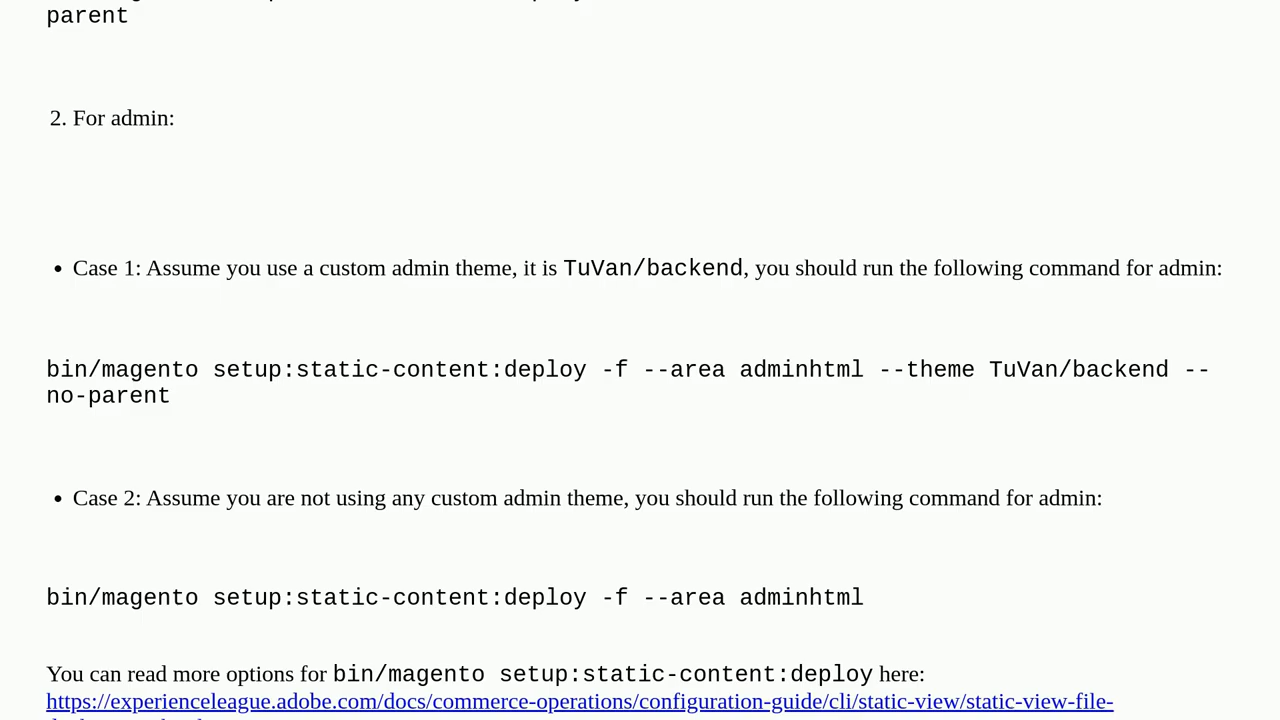 parent
2. For admin:
• Case 1: Assume you use a custom admin theme, it is TuVan/backend, you should run the following command for admin:
bin/magento setup:static-content:deploy -f --area adminhtml --theme TuVan/backend --
no-parent
• Case 2: Assume you are not using any custom admin theme, you should run the following command for admin:
bin/magento setup:static-content:deploy -f --area adminhtml
You can read more options for bin/magento setup:static-content:deploy here:
https://experienceleague.adobe.com/docs/commerce-operations/configuration-guide/cli/static-view/static-view-file-